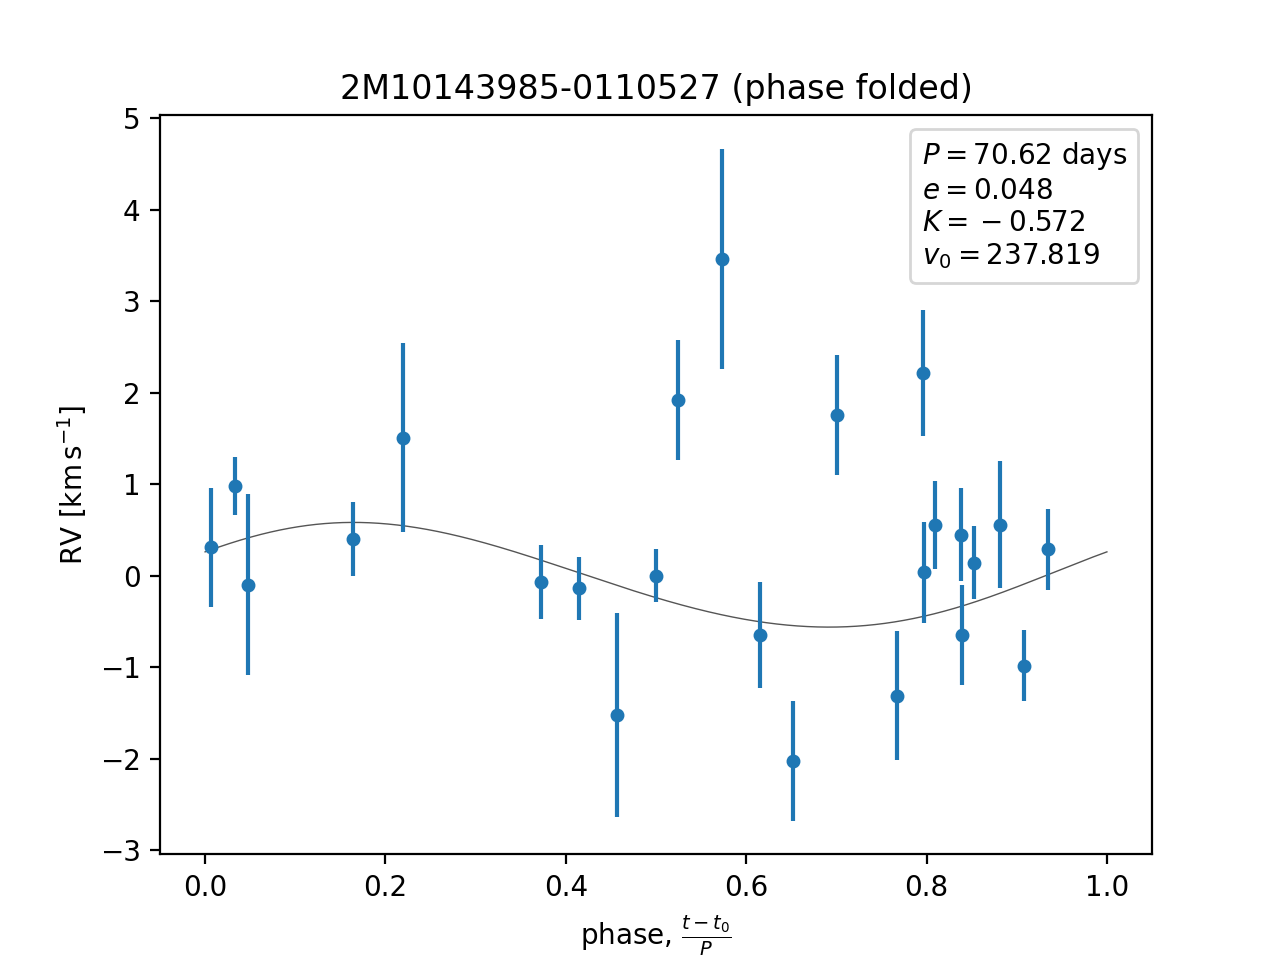 2M10143985-0110527 (phase folded)
P = 70.62 days
e = 0.048
K = −0.572
v₀ = 237.819
5
4
3
2
1
0
−1
−2
−3
RV [km s⁻¹]
0.0 0.2 0.4 0.6 0.8 1.0
phase, (t − t₀)/P